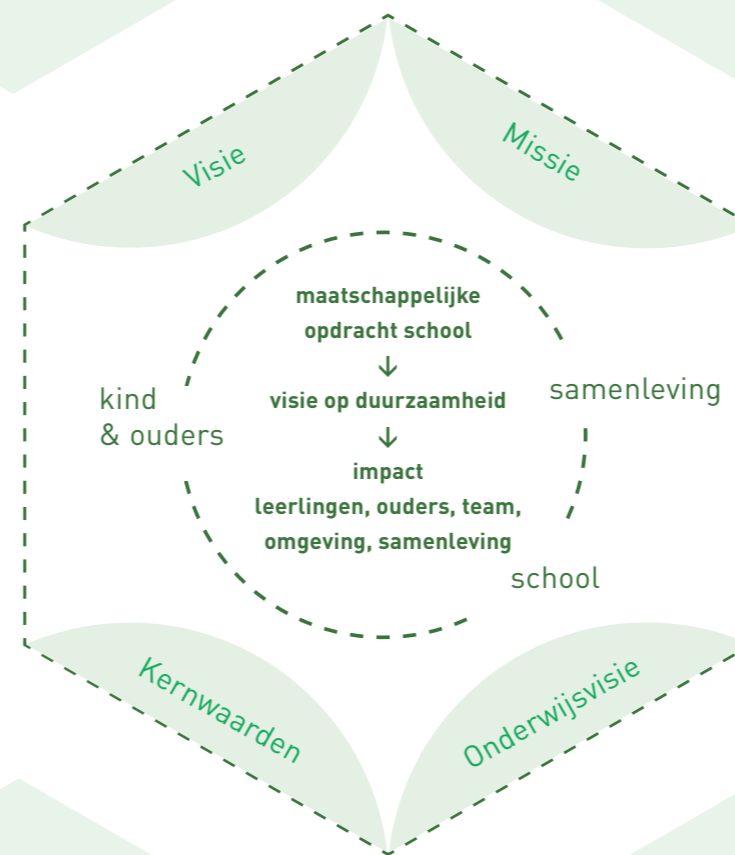 Visie
Missie
maatschappelijke
opdracht school
↓
visie op duurzaamheid
↓
impact
leerlingen, ouders, team,
omgeving, samenleving
kind
& ouders
samenleving
school
Kernwaarden
Onderwijsvisie